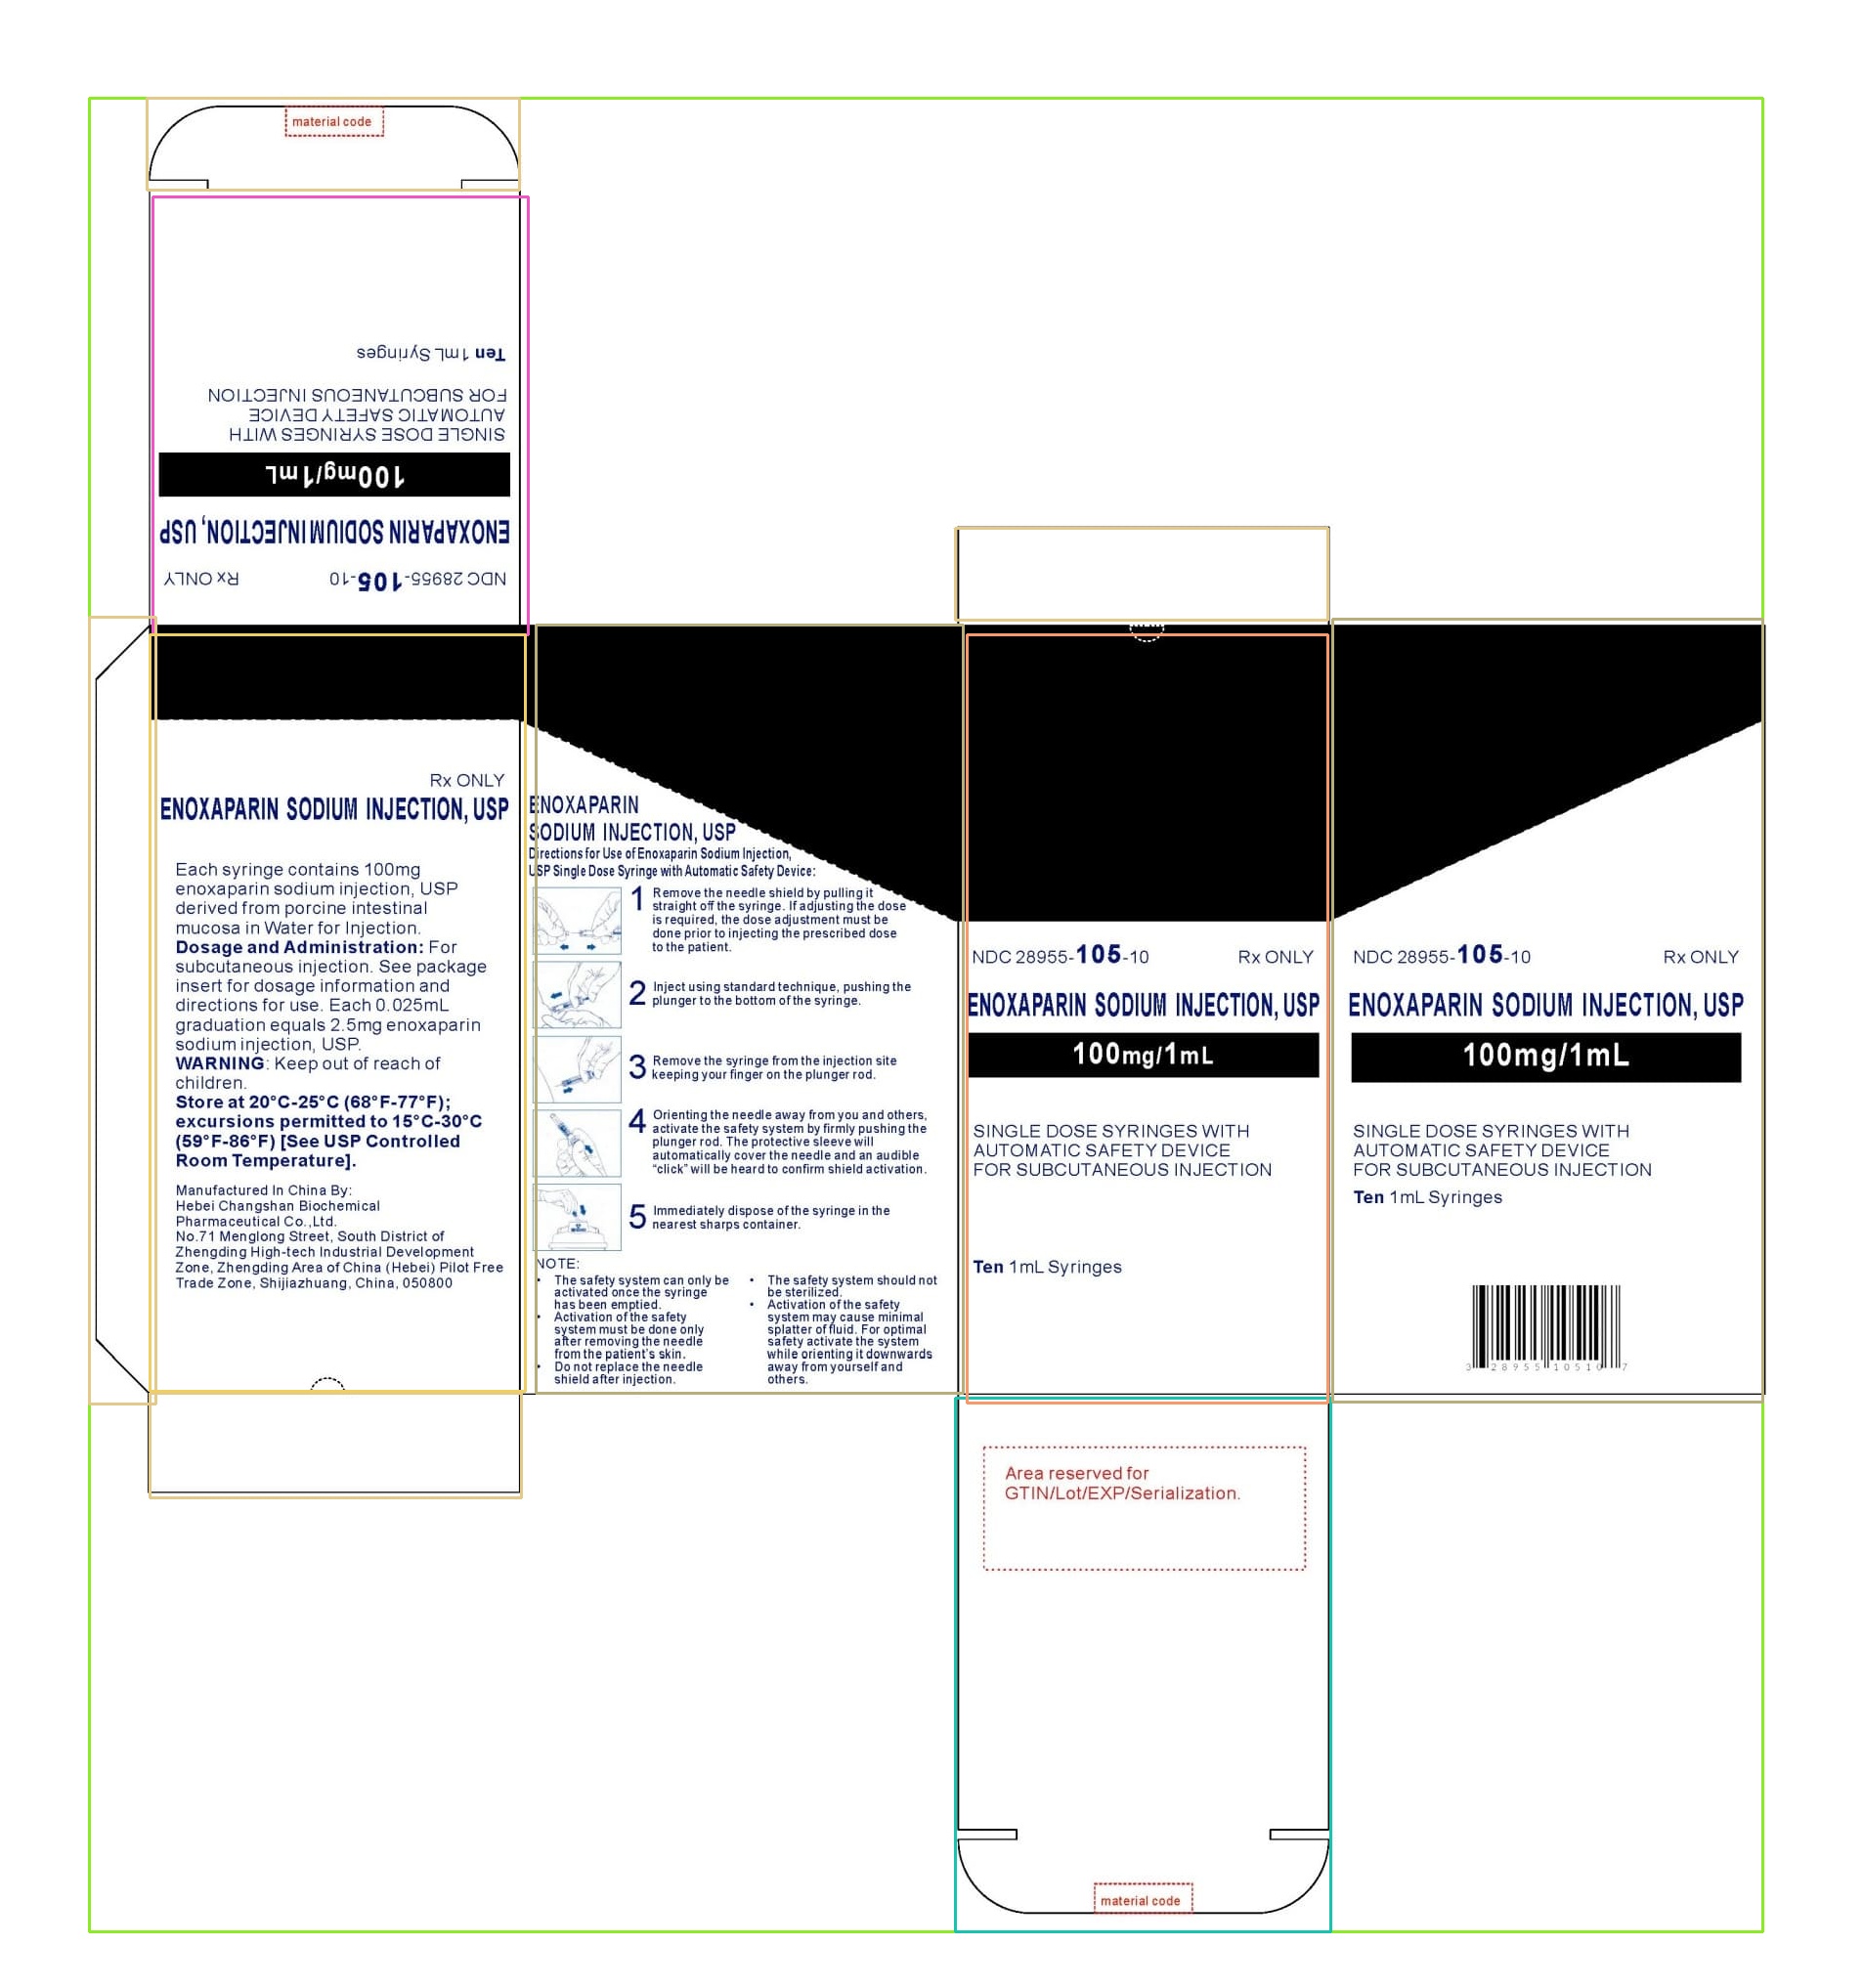 material code
NDC 28955-105-10 Rx ONLY
ENOXAPARIN SODIUM INJECTION, USP
100mg/1mL
SINGLE DOSE SYRINGES WITH
AUTOMATIC SAFETY DEVICE
FOR SUBCUTANEOUS INJECTION
Ten 1mL Syringes
Rx ONLY
ENOXAPARIN SODIUM INJECTION, USP
Each syringe contains 100mg
enoxaparin sodium injection, USP
derived from porcine intestinal
mucosa in Water for Injection.
Dosage and Administration: For
subcutaneous injection. See package
insert for dosage information and
directions for use. Each 0.025mL
graduation equals 2.5mg enoxaparin
sodium injection, USP.
WARNING: Keep out of reach of
children.
Store at 20°C-25°C (68°F-77°F);
excursions permitted to 15°C-30°C
(59°F-86°F) [See USP Controlled
Room Temperature].
Manufactured In China By:
Hebei Changshan Biochemical
Pharmaceutical Co.,Ltd.
No.71 Menglong Street, South District of
Zhengding High-tech Industrial Development
Zone, Zhengding Area of China (Hebei) Pilot Free
Trade Zone, Shijiazhuang, China, 050800
ENOXAPARIN
SODIUM INJECTION, USP
Directions for Use of Enoxaparin Sodium Injection,
USP Single Dose Syringe with Automatic Safety Device:
1 Remove the needle shield by pulling it
straight off the syringe. If adjusting the dose
is required, the dose adjustment must be
done prior to injecting the prescribed dose
to the patient.
2 Inject using standard technique, pushing the
plunger to the bottom of the syringe.
3 Remove the syringe from the injection site
keeping your finger on the plunger rod.
4 Orienting the needle away from you and others,
activate the safety system by firmly pushing the
plunger rod. The protective sleeve will
automatically cover the needle and an audible
“click” will be heard to confirm shield activation.
5 Immediately dispose of the syringe in the
nearest sharps container.
NOTE:
• The safety system can only be
activated once the syringe
has been emptied.
• Activation of the safety
system must be done only
after removing the needle
from the patient's skin.
• Do not replace the needle
shield after injection.
• The safety system should not
be sterilized.
• Activation of the safety
system may cause minimal
splatter of fluid. For optimal
safety activate the system
while orienting it downwards
away from yourself and
others.
NDC 28955-105-10 Rx ONLY
ENOXAPARIN SODIUM INJECTION, USP
100mg/1mL
SINGLE DOSE SYRINGES WITH
AUTOMATIC SAFETY DEVICE
FOR SUBCUTANEOUS INJECTION
Ten 1mL Syringes
NDC 28955-105-10 Rx ONLY
ENOXAPARIN SODIUM INJECTION, USP
100mg/1mL
SINGLE DOSE SYRINGES WITH
AUTOMATIC SAFETY DEVICE
FOR SUBCUTANEOUS INJECTION
Ten 1mL Syringes
3 28955 10510 7
Area reserved for
GTIN/Lot/EXP/Serialization.
material code